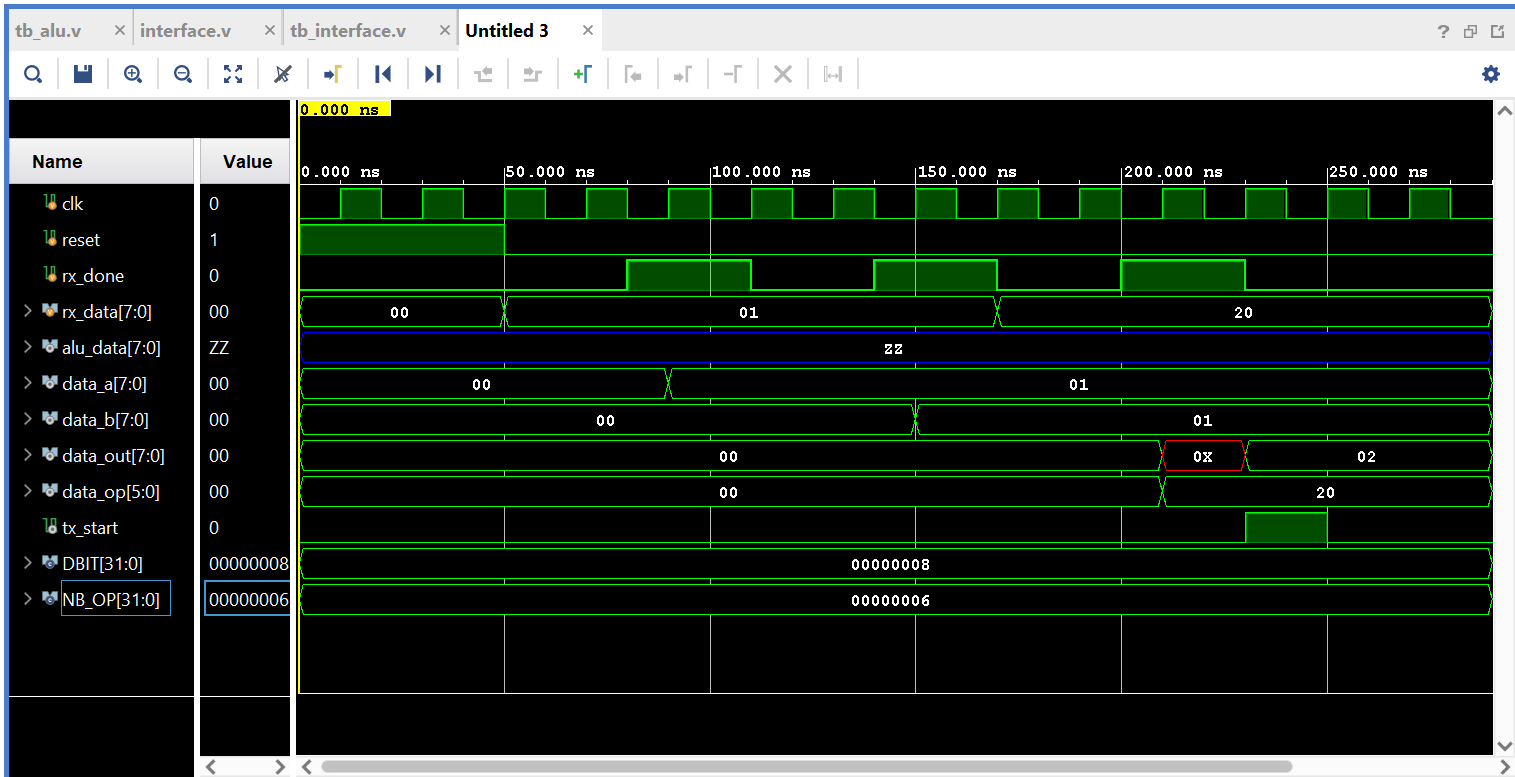 tb_alu.v × interface.v × tb_interface.v × Untitled 3 ×
?
0.000 ns
Name Value
0.000 ns 50.000 ns 100.000 ns 150.000 ns 200.000 ns 250.000 ns
clk 0
reset 1
rx_done 0
rx_data[7:0] 00 00 01 20
alu_data[7:0] ZZ ZZ
data_a[7:0] 00 00 01
data_b[7:0] 00 00 01
data_out[7:0] 00 00 0X 02
data_op[5:0] 00 00 20
tx_start 0
DBIT[31:0] 00000008 00000008
NB_OP[31:0] 00000006 00000006